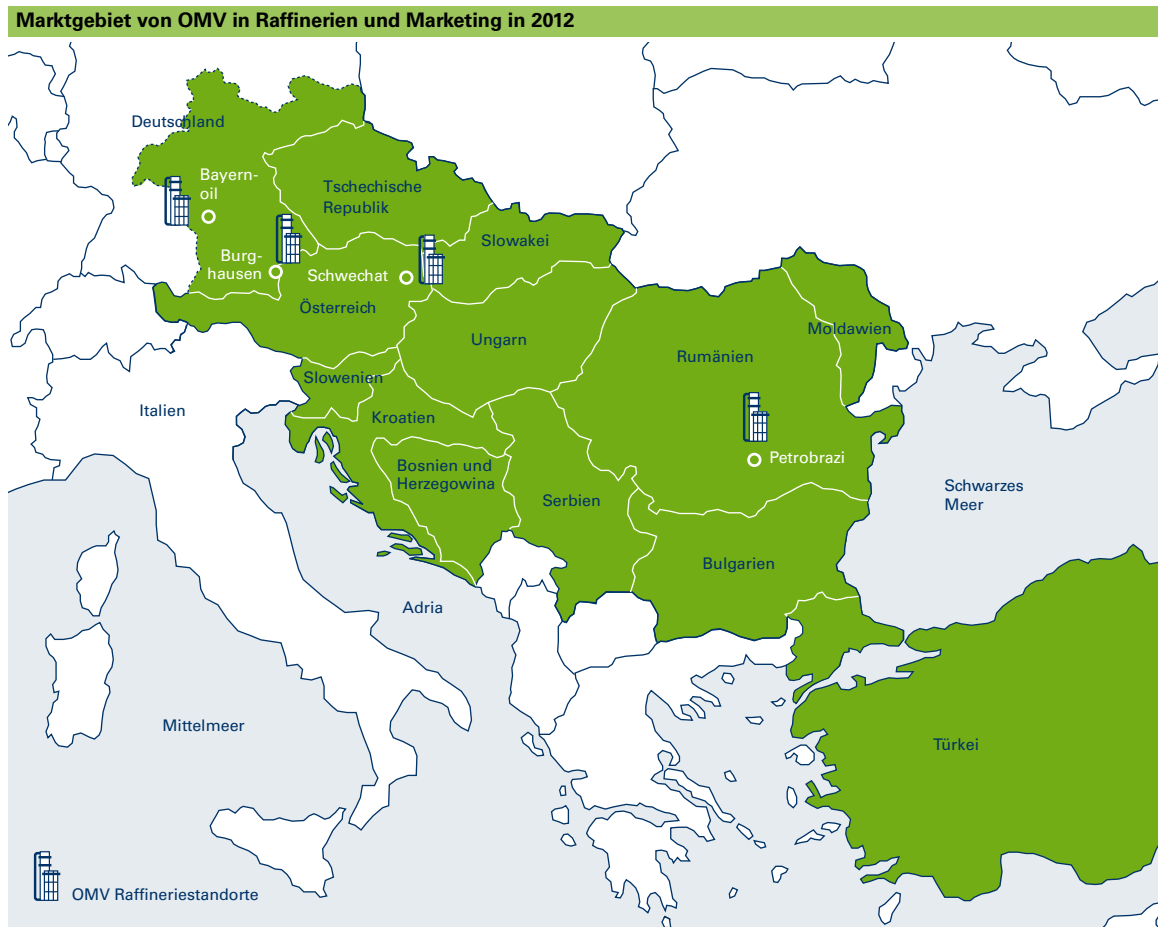 Marktgebiet von OMV in Raffinerien und Marketing in 2012
Deutschland
Bayern-
oil
Tschechische
Republik
Slowakei
Burg-
hausen
Schwechat
Österreich
Ungarn
Moldawien
Rumänien
Slowenien
Italien
Kroatien
Petrobrazi
Bosnien und
Herzegowina
Serbien
Schwarzes
Meer
Bulgarien
Adria
Mittelmeer
Türkei
OMV Raffineriestandorte